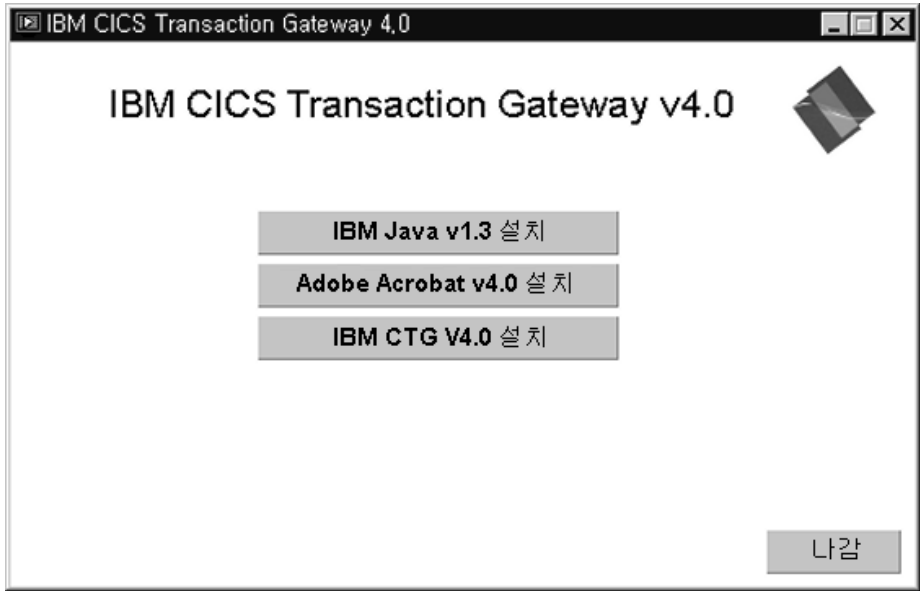 IBM CICS Transaction Gateway 4.0
IBM CICS Transaction Gateway v4.0
IBM Java v1.3 설치
Adobe Acrobat v4.0 설치
IBM CTG V4.0 설치
나감